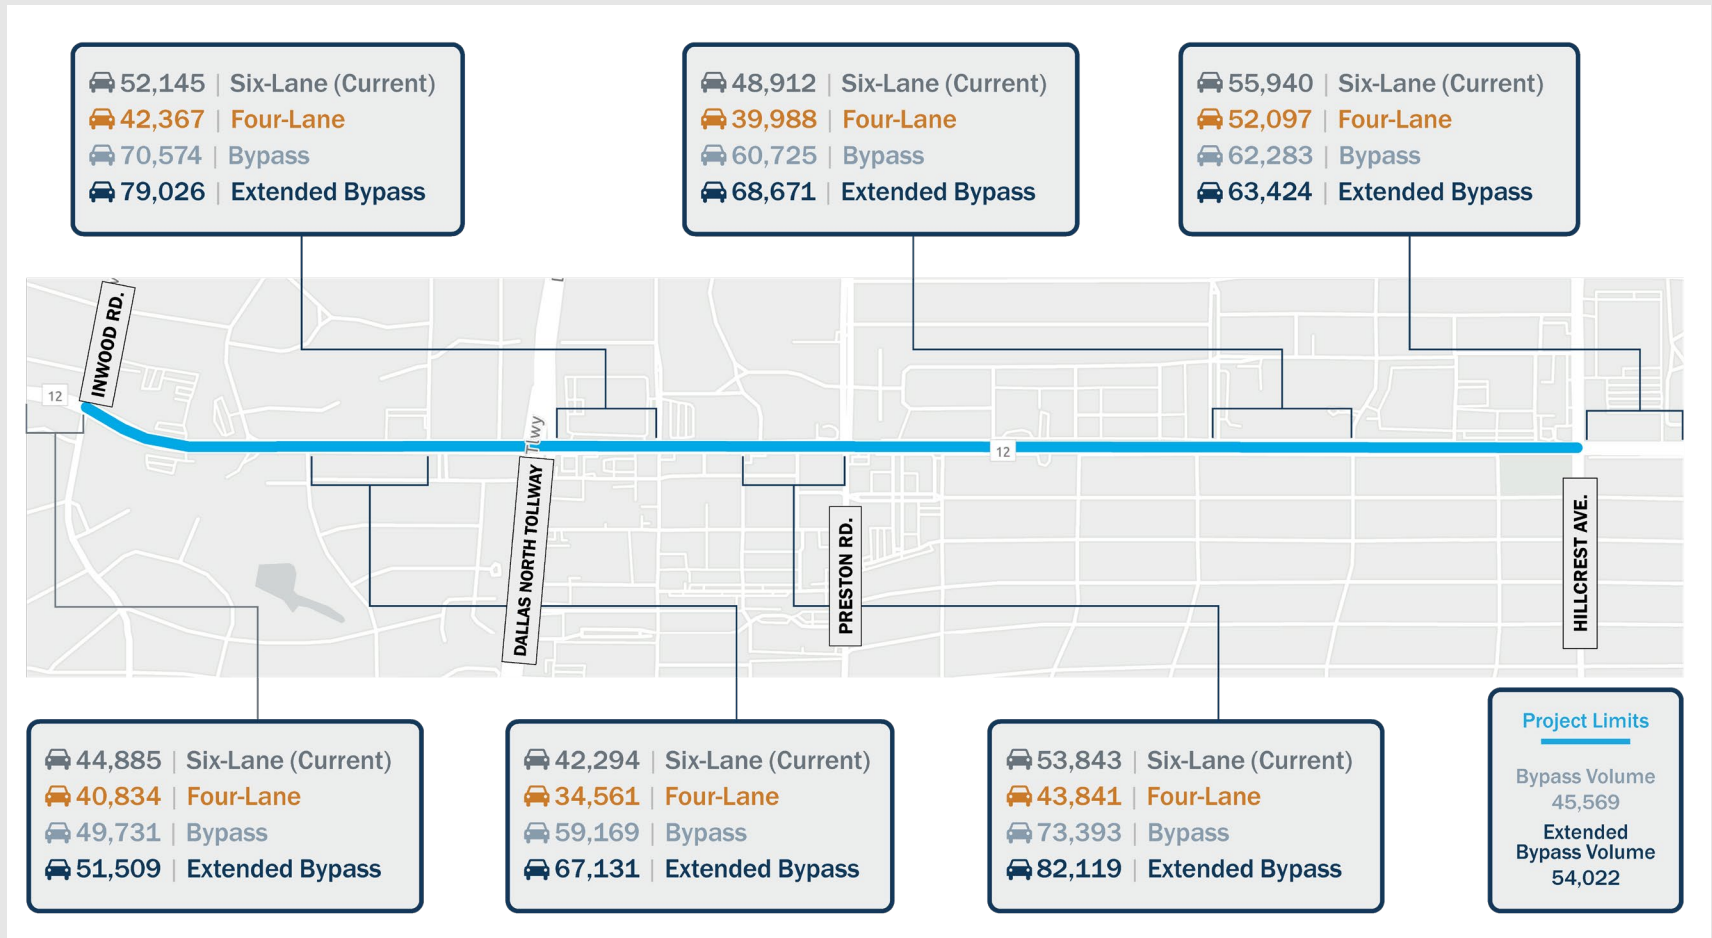 52,145 | Six-Lane (Current)
42,367 | Four-Lane
70,574 | Bypass
79,026 | Extended Bypass
48,912 | Six-Lane (Current)
39,988 | Four-Lane
60,725 | Bypass
68,671 | Extended Bypass
55,940 | Six-Lane (Current)
52,097 | Four-Lane
62,283 | Bypass
63,424 | Extended Bypass
INWOOD RD.
12
Tlwy
12
DALLAS NORTH TOLLWAY
PRESTON RD.
HILLCREST AVE.
44,885 | Six-Lane (Current)
40,834 | Four-Lane
49,731 | Bypass
51,509 | Extended Bypass
42,294 | Six-Lane (Current)
34,561 | Four-Lane
59,169 | Bypass
67,131 | Extended Bypass
53,843 | Six-Lane (Current)
43,841 | Four-Lane
73,393 | Bypass
82,119 | Extended Bypass
Project Limits
Bypass Volume
45,569
Extended
Bypass Volume
54,022